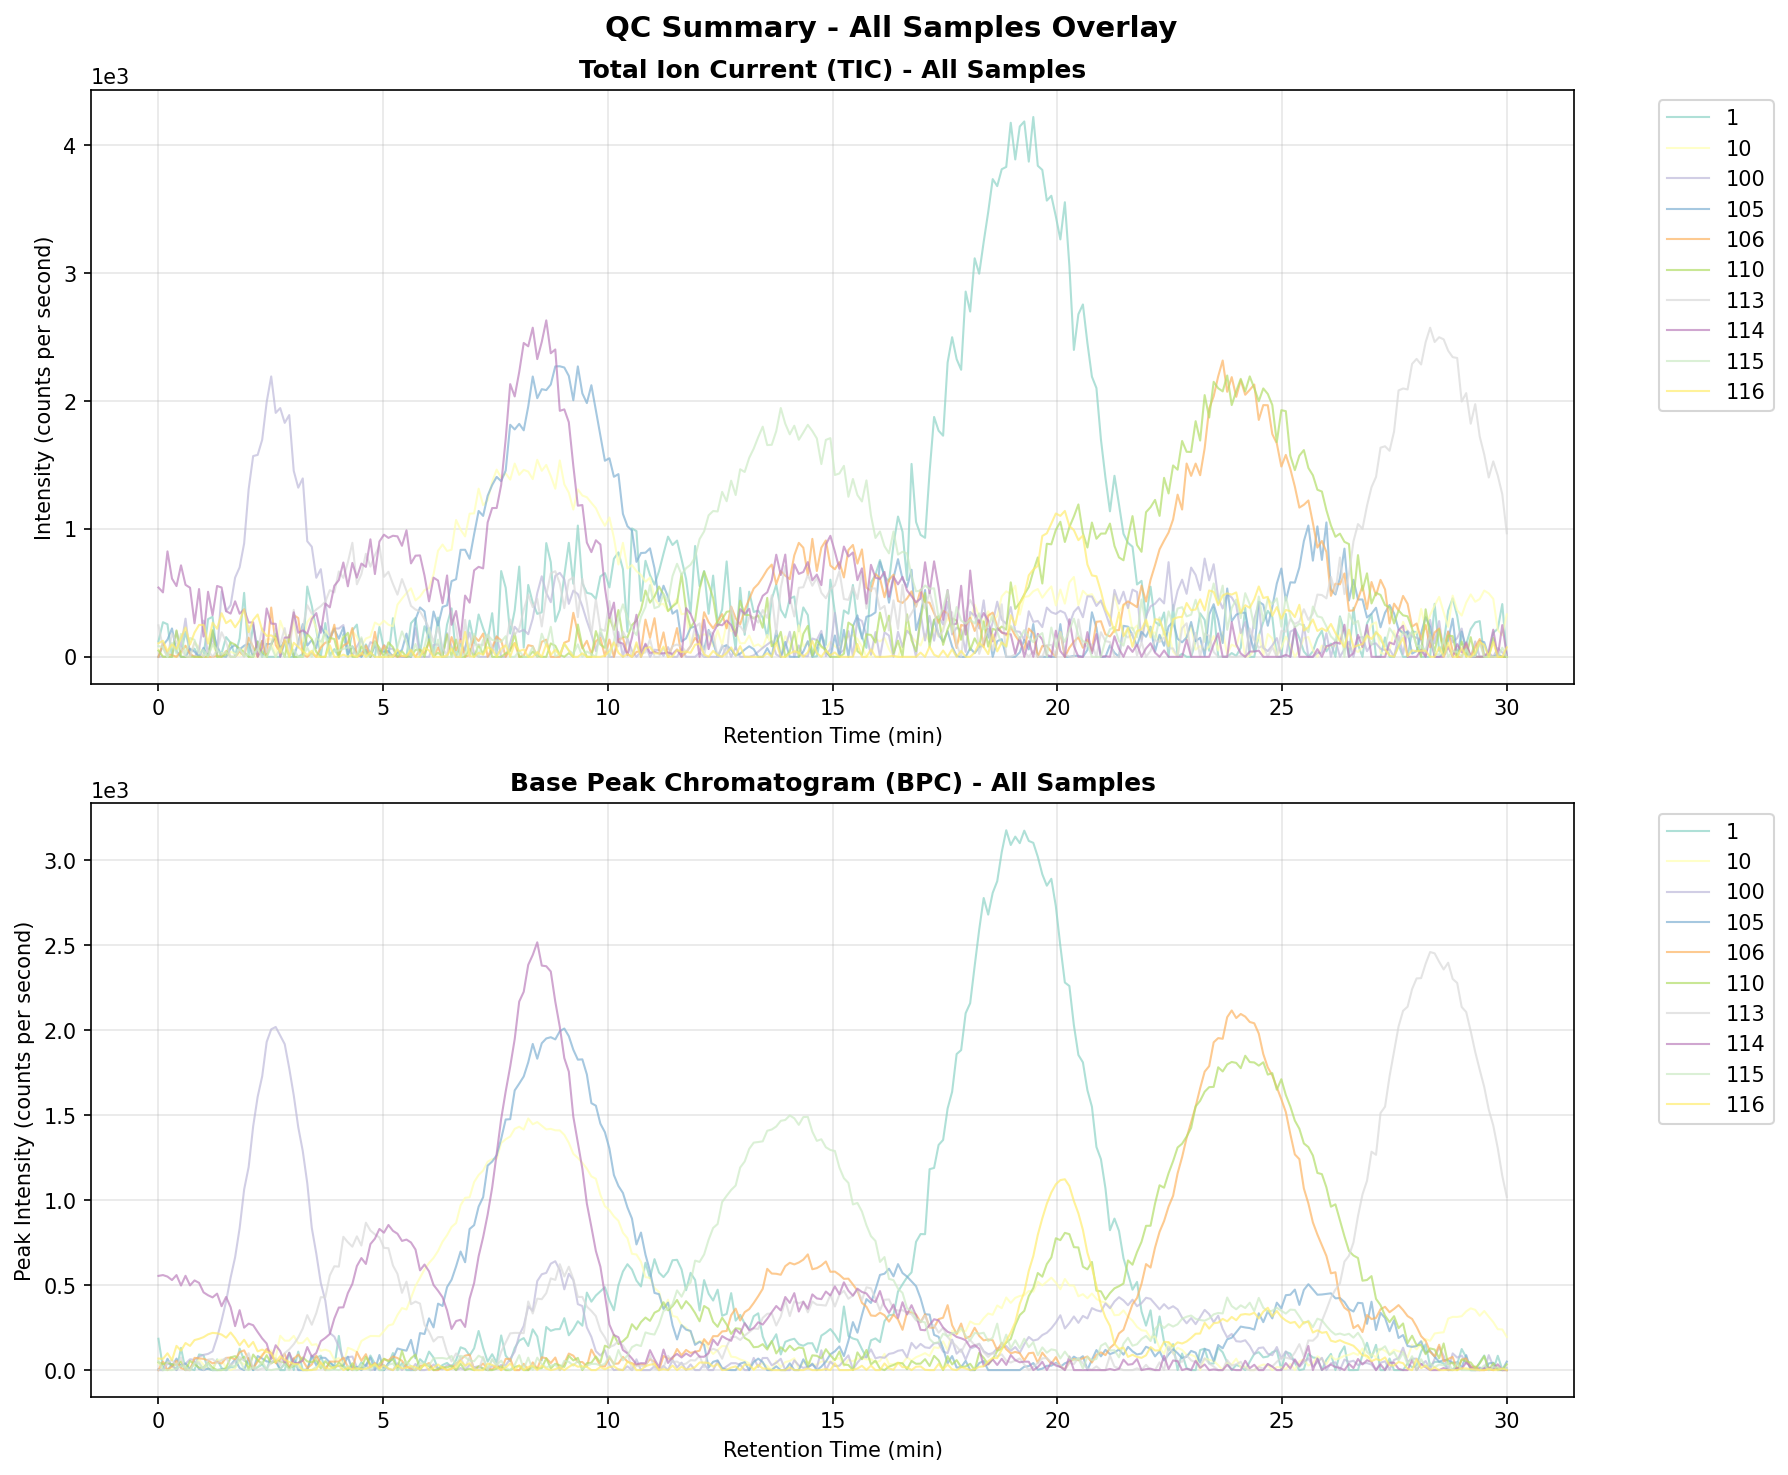 QC Summary - All Samples Overlay
Total Ion Current (TIC) - All Samples
1e3
Intensity (counts per second)
4
3
2
1
0
0 5 10 15 20 25 30
Retention Time (min)
1
10
100
105
106
110
113
114
115
116
Base Peak Chromatogram (BPC) - All Samples
1e3
Peak Intensity (counts per second)
3.0
2.5
2.0
1.5
1.0
0.5
0.0
0 5 10 15 20 25 30
Retention Time (min)
1
10
100
105
106
110
113
114
115
116